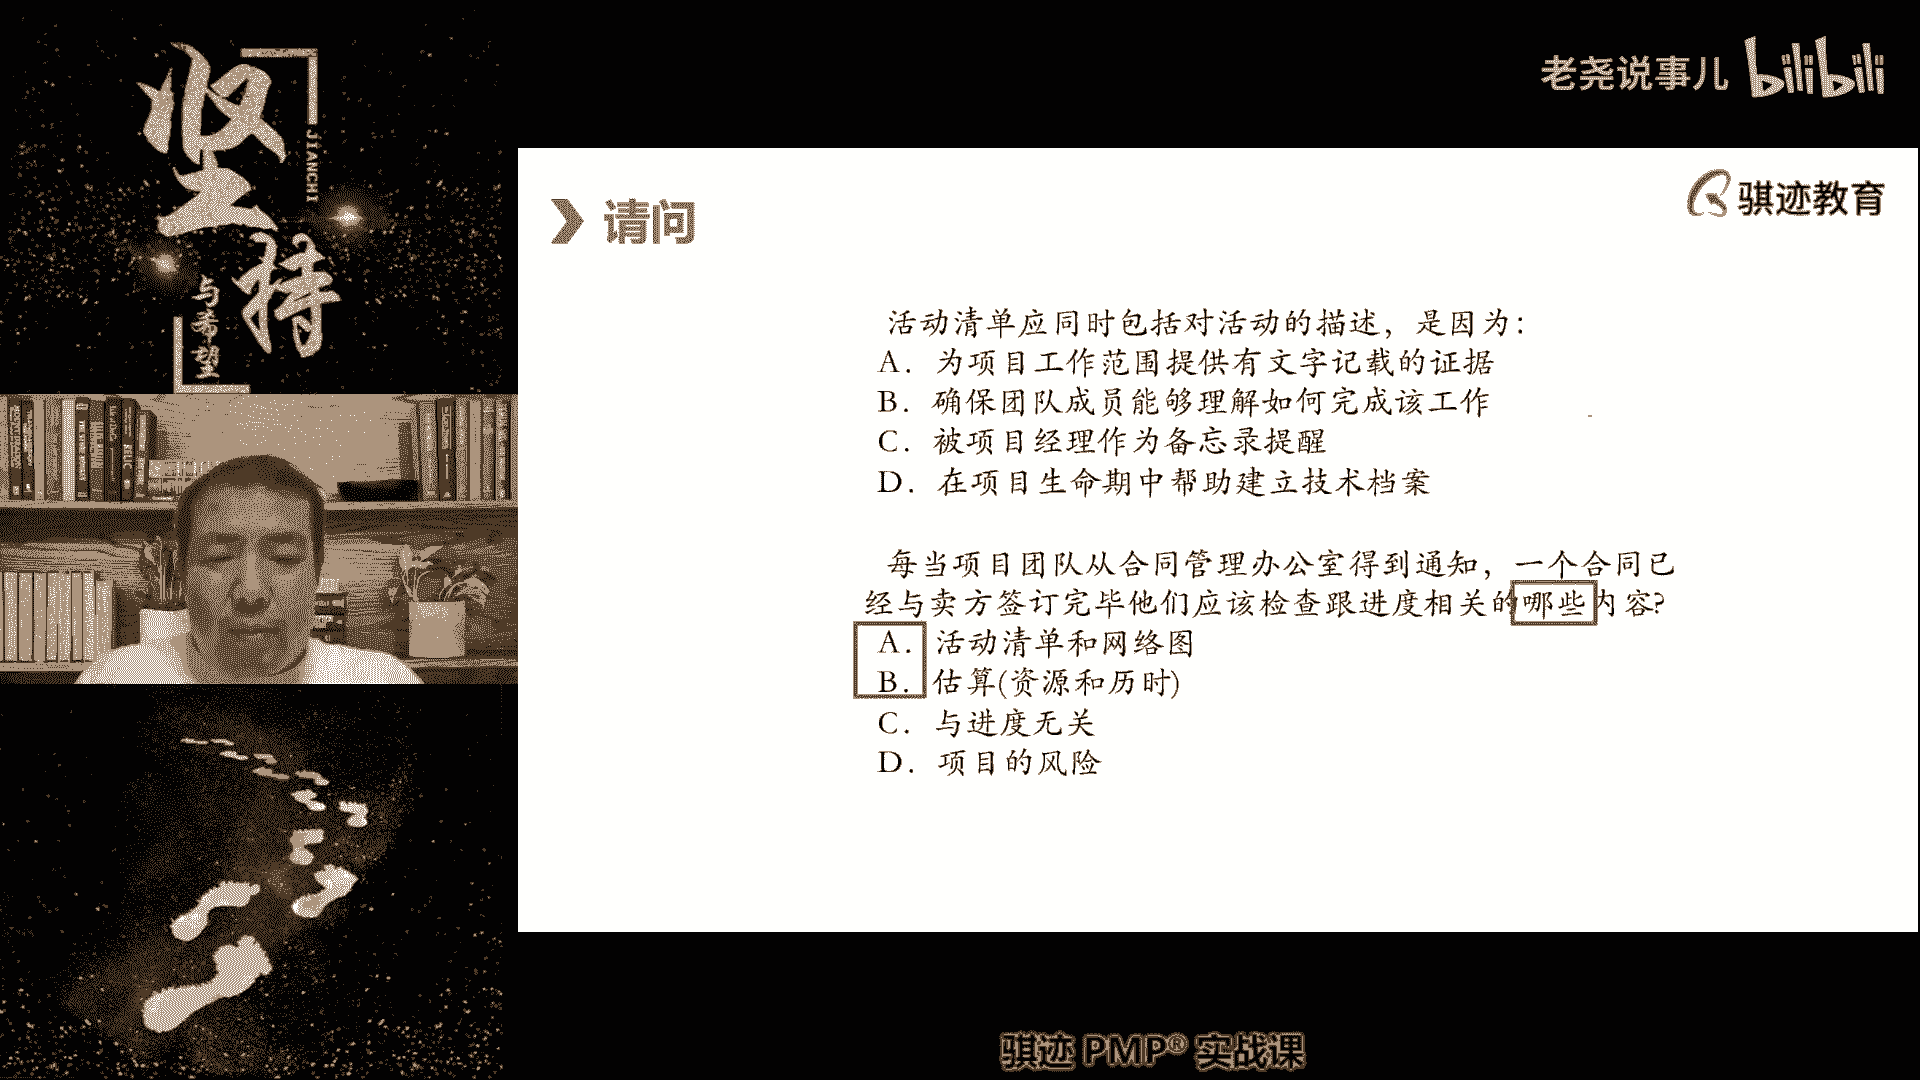 坚持
JIANCHI
与希望
老尧说事儿 bilibili
骐迹教育
请问
活动清单应同时包括对活动的描述，是因为：
A．为项目工作范围提供有文字记载的证据
B．确保团队成员能够理解如何完成该工作
C．被项目经理作为备忘录提醒
D．在项目生命期中帮助建立技术档案
每当项目团队从合同管理办公室得到通知，一个合同已
经与卖方签订完毕他们应该检查跟进度相关的哪些内容?
A．活动清单和网络图
B．估算(资源和历时)
C．与进度无关
D．项目的风险
骐迹 PMP® 实战课